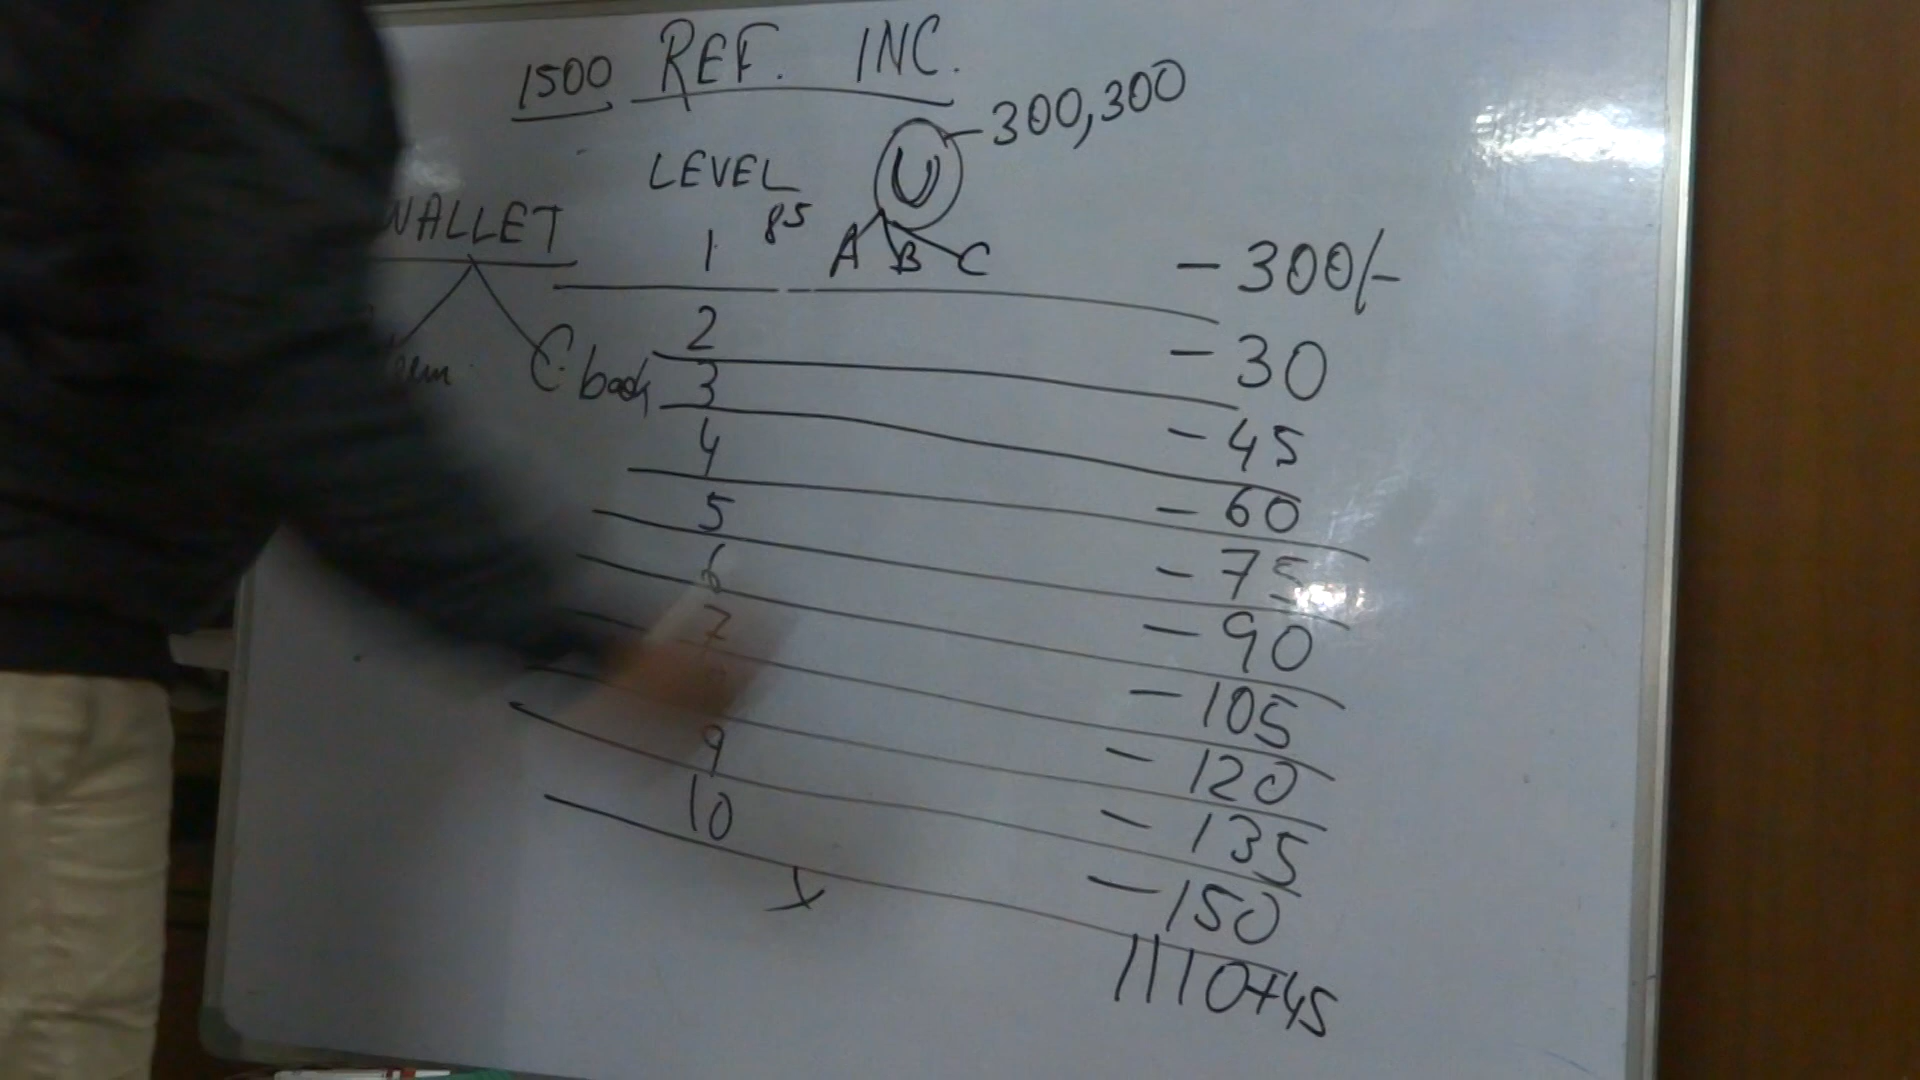 1500 REF. INC.
300,300
LEVEL U
WALLET
1 85 A B C - 300/-
2 - 30
C. back 3 - 45
4 - 60
5 - 75
6 - 90
7 - 105
- 120
9 - 135
10 - 150
1110+45